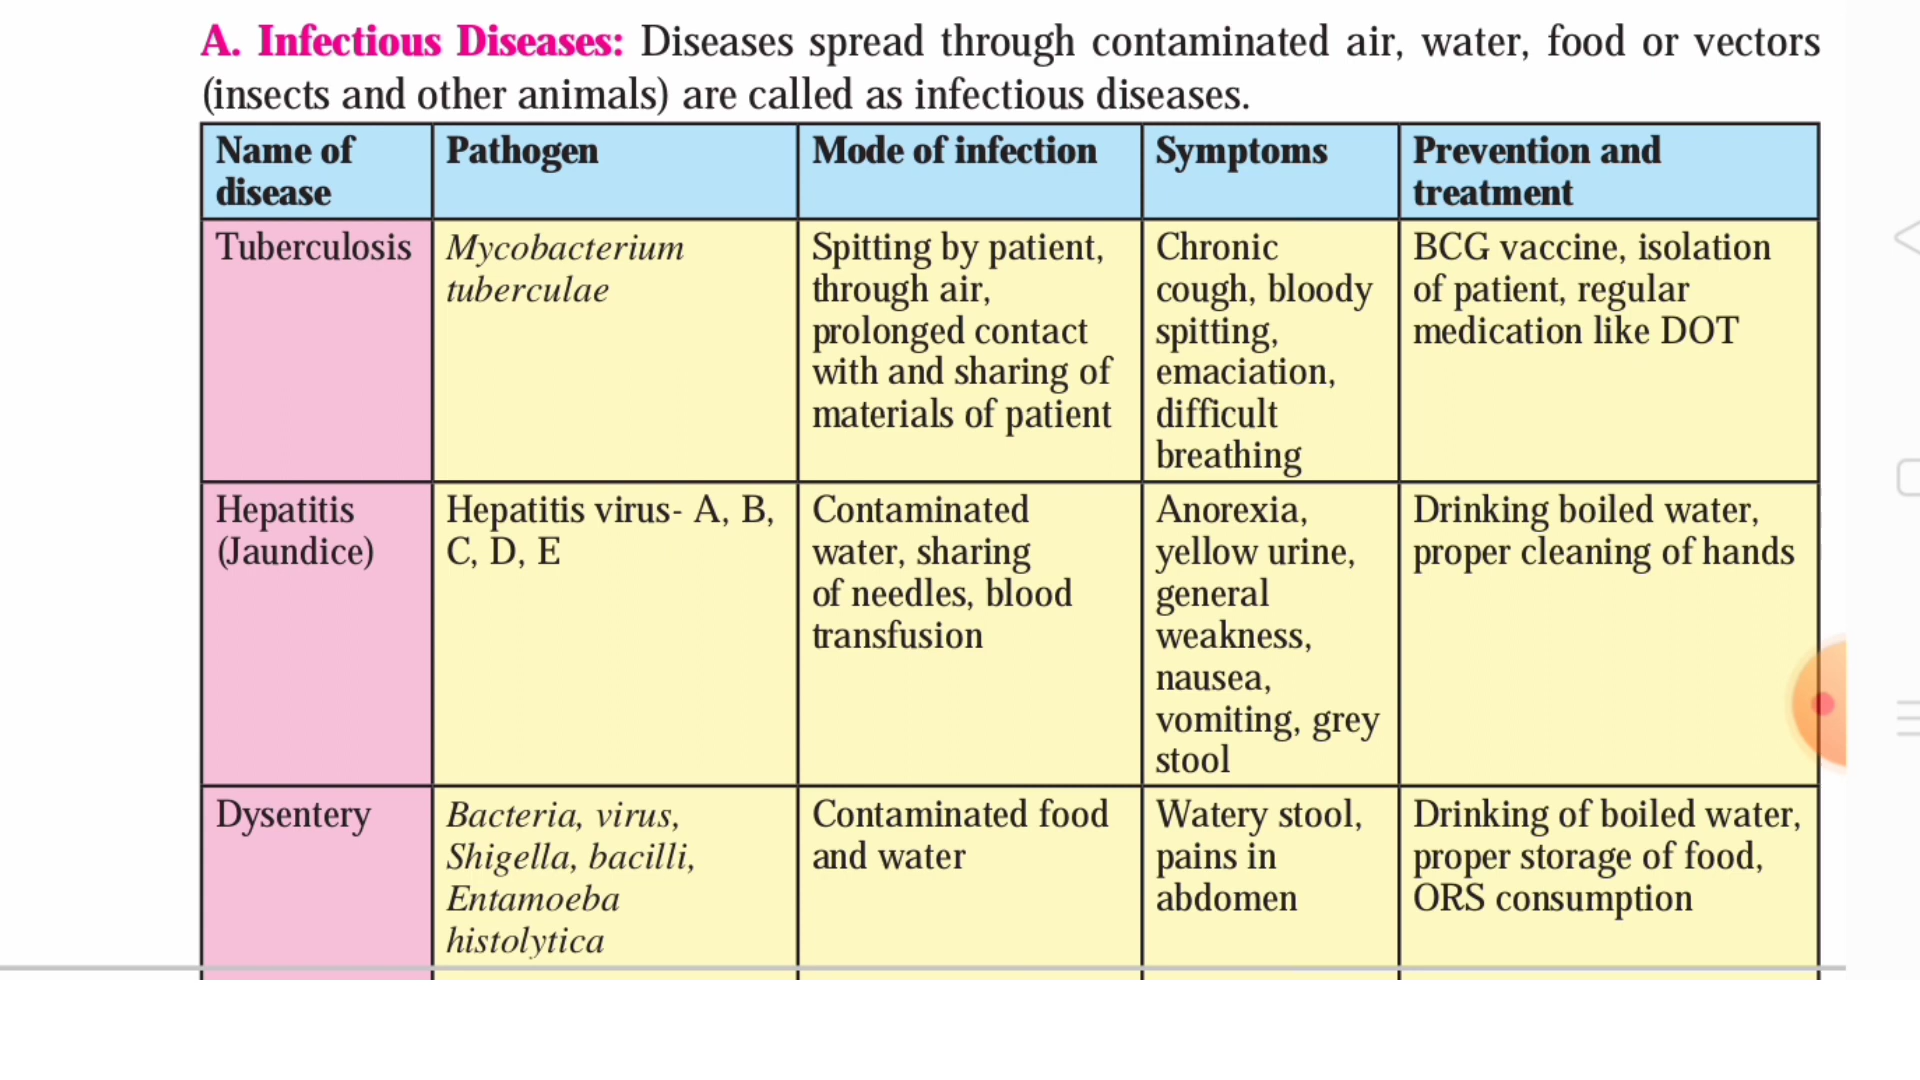 A. Infectious Diseases: Diseases spread through contaminated air, water, food or vectors
(insects and other animals) are called as infectious diseases.
Name of
disease
Pathogen
Mode of infection
Symptoms
Prevention and
treatment
Tuberculosis
Mycobacterium
tuberculae
Spitting by patient,
through air,
prolonged contact
with and sharing of
materials of patient
Chronic
cough, bloody
spitting,
emaciation,
difficult
breathing
BCG vaccine, isolation
of patient, regular
medication like DOT
Hepatitis
(Jaundice)
Hepatitis virus- A, B,
C, D, E
Contaminated
water, sharing
of needles, blood
transfusion
Anorexia,
yellow urine,
general
weakness,
nausea,
vomiting, grey
stool
Drinking boiled water,
proper cleaning of hands
Dysentery
Bacteria, virus,
Shigella, bacilli,
Entamoeba
histolytica
Contaminated food
and water
Watery stool,
pains in
abdomen
Drinking of boiled water,
proper storage of food,
ORS consumption